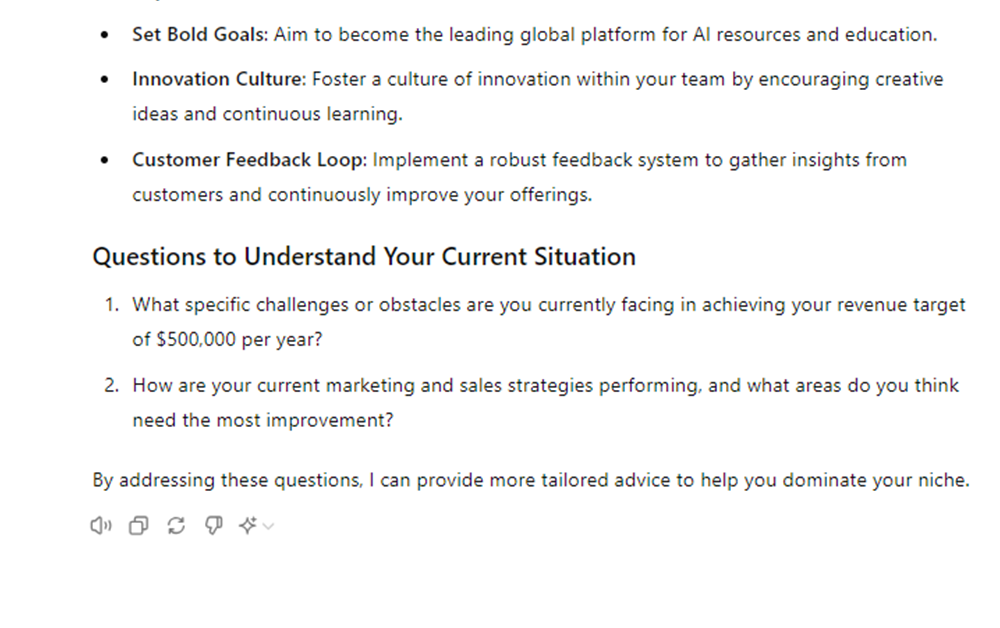 • Set Bold Goals: Aim to become the leading global platform for AI resources and education.
• Innovation Culture: Foster a culture of innovation within your team by encouraging creative
ideas and continuous learning.
• Customer Feedback Loop: Implement a robust feedback system to gather insights from
customers and continuously improve your offerings.
Questions to Understand Your Current Situation
1. What specific challenges or obstacles are you currently facing in achieving your revenue target
of $500,000 per year?
2. How are your current marketing and sales strategies performing, and what areas do you think
need the most improvement?
By addressing these questions, I can provide more tailored advice to help you dominate your niche.